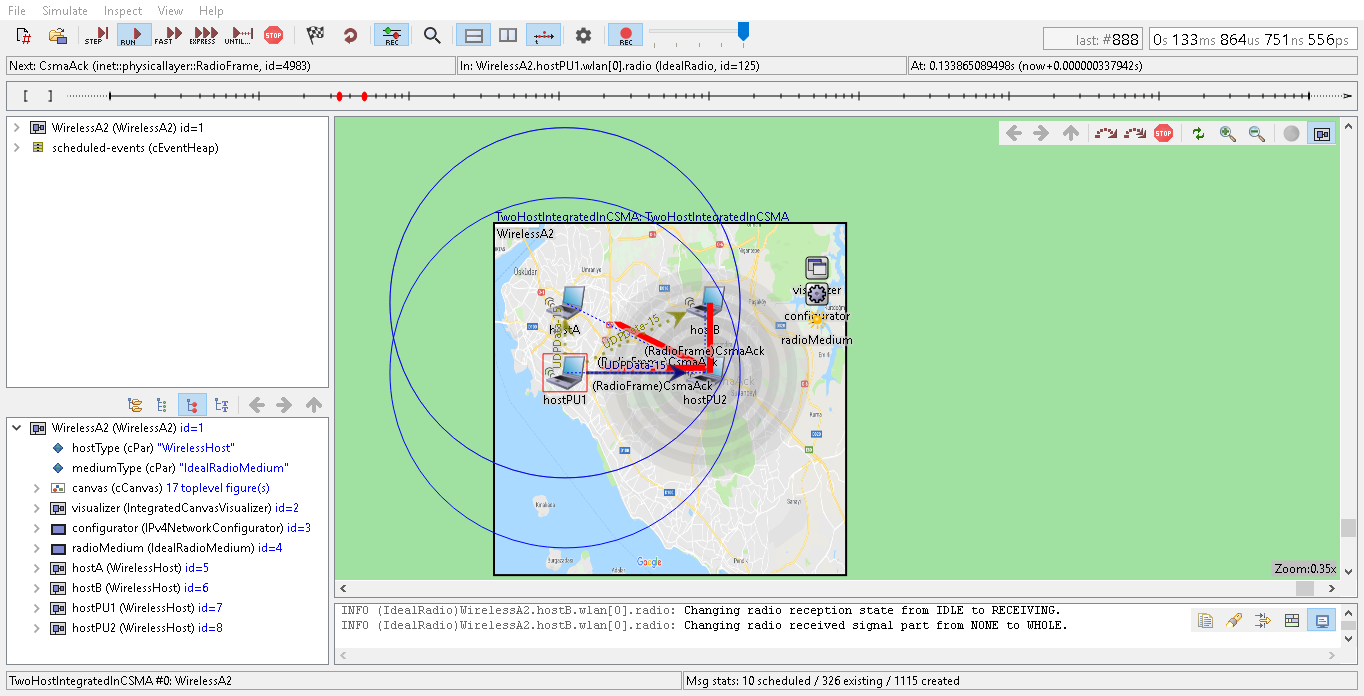 File Simulate Inspect View Help
STEP RUN FAST EXPRESS UNTIL... STOP REC REC
last: #888 0s 133ms 864us 751ns 556ps
Next: CsmaAck (inet::physicallayer::RadioFrame, id=4983) In: WirelessA2.hostPU1.wlan[0].radio (IdealRadio, id=125) At: 0.133865089498s (now+0.000000337942s)
[ ]
WirelessA2 (WirelessA2) id=1
scheduled-events (cEventHeap)
WirelessA2 (WirelessA2) id=1
hostType (cPar) "WirelessHost"
mediumType (cPar) "IdealRadioMedium"
canvas (cCanvas) 17 toplevel figure(s)
visualizer (IntegratedCanvasVisualizer) id=2
configurator (IPv4NetworkConfigurator) id=3
radioMedium (IdealRadioMedium) id=4
hostA (WirelessHost) id=5
hostB (WirelessHost) id=6
hostPU1 (WirelessHost) id=7
hostPU2 (WirelessHost) id=8
STOP
TwoHostIntegratedInCSMA: TwoHostIntegratedInCSMA
WirelessA2
Üsküdar
Ümraniye
visualizer
configurator
radioMedium
hostA
hostB
UDPData-15
UDPData-15
(RadioFrame)CsmaAck
(RadioFrame)CsmaAck
UDPData-15
(RadioFrame)CsmaAck
hostPU1
hostPU2
Google
Zoom:0.35x
INFO (IdealRadio)WirelessA2.hostB.wlan[0].radio: Changing radio reception state from IDLE to RECEIVING.
INFO (IdealRadio)WirelessA2.hostB.wlan[0].radio: Changing radio received signal part from NONE to WHOLE.
TwoHostIntegratedInCSMA #0: WirelessA2 Msg stats: 10 scheduled / 326 existing / 1115 created